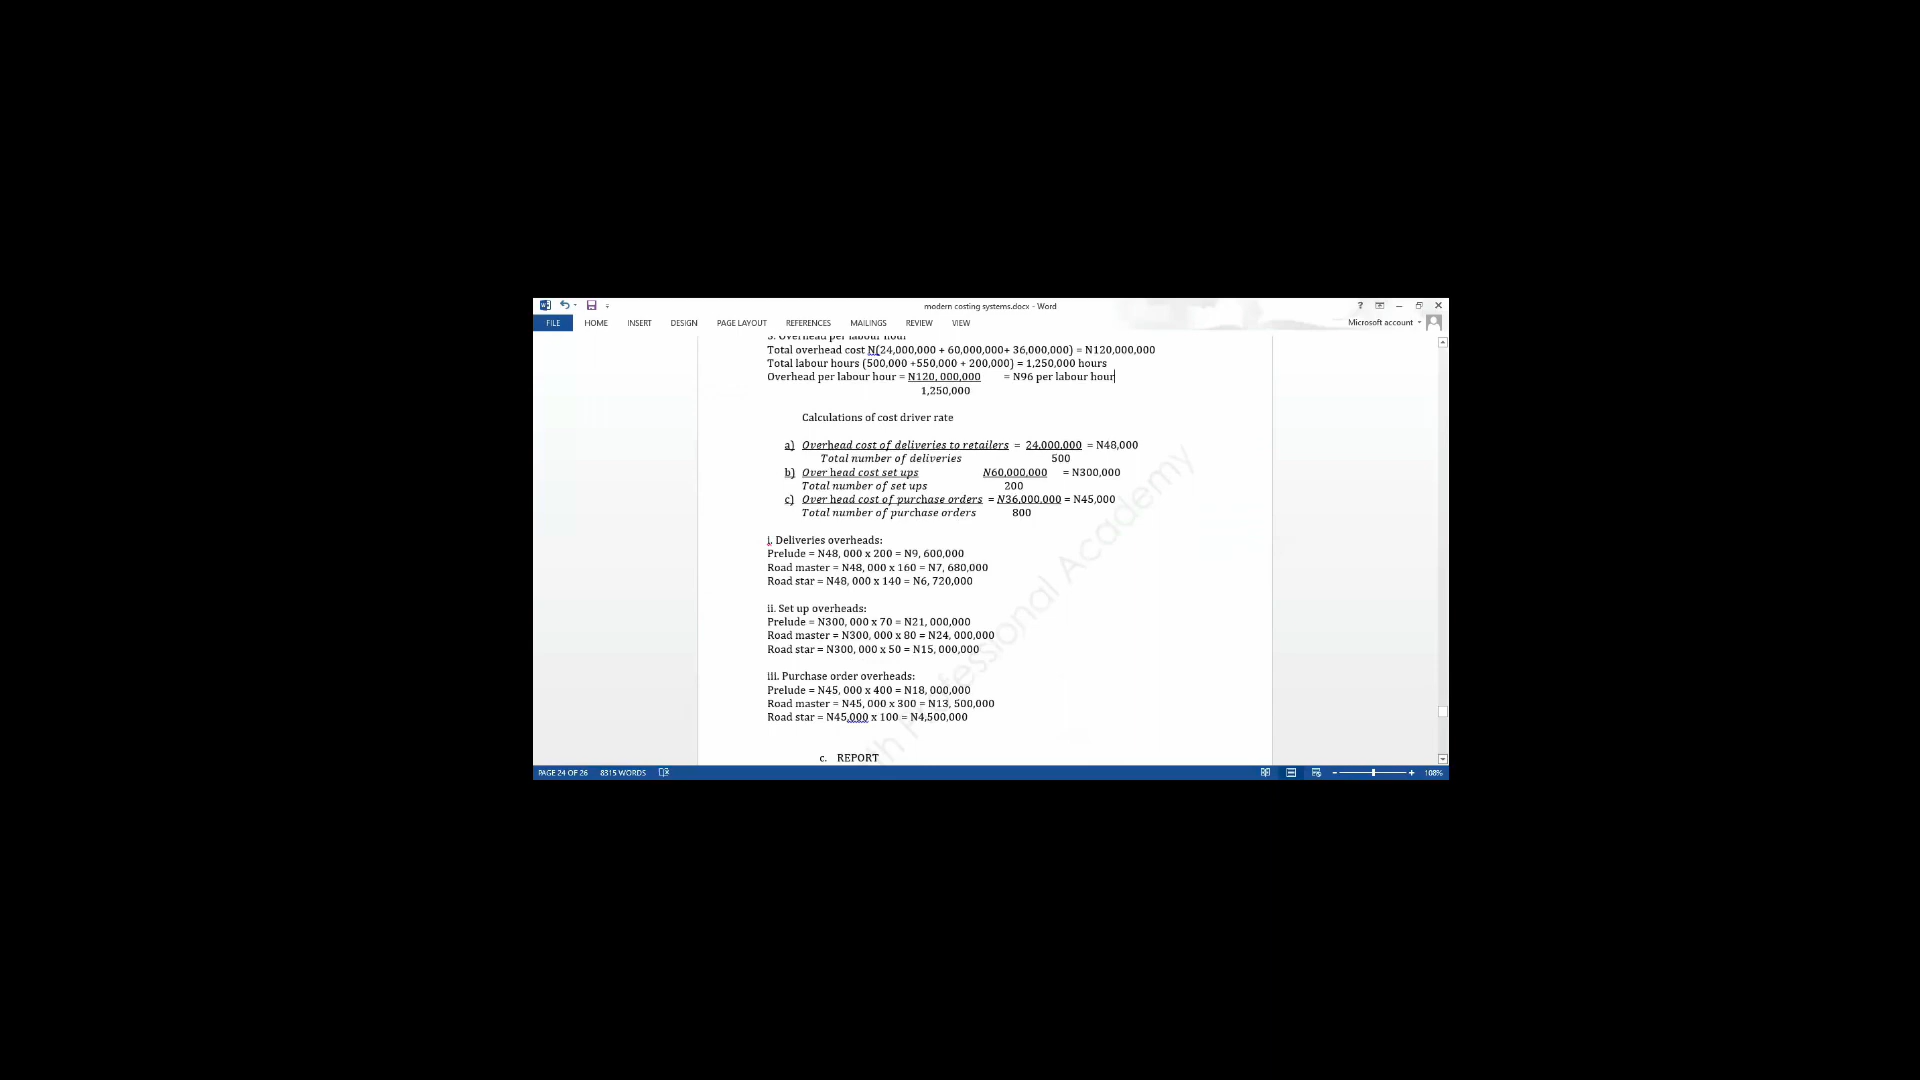 modern costing systems.docx - Word
FILE HOME INSERT DESIGN PAGE LAYOUT REFERENCES MAILINGS REVIEW VIEW Microsoft account
3. Overhead per labour hour
Total overhead cost N(24,000,000 + 60,000,000+ 36,000,000) = N120,000,000
Total labour hours (500,000 +550,000 + 200,000) = 1,250,000 hours
Overhead per labour hour = N120, 000,000 = N96 per labour hour
1,250,000
Calculations of cost driver rate
a) Overhead cost of deliveries to retailers = 24,000,000 = N48,000
Total number of deliveries 500
b) Over head cost set ups N60,000,000 = N300,000
Total number of set ups 200
c) Over head cost of purchase orders = N36,000,000 = N45,000
Total number of purchase orders 800
i. Deliveries overheads:
Prelude = N48, 000 x 200 = N9, 600,000
Road master = N48, 000 x 160 = N7, 680,000
Road star = N48, 000 x 140 = N6, 720,000
ii. Set up overheads:
Prelude = N300, 000 x 70 = N21, 000,000
Road master = N300, 000 x 80 = N24, 000,000
Road star = N300, 000 x 50 = N15, 000,000
iii. Purchase order overheads:
Prelude = N45, 000 x 400 = N18, 000,000
Road master = N45, 000 x 300 = N13, 500,000
Road star = N45,000 x 100 = N4,500,000
c. REPORT
Academy
PAGE 24 OF 26 8315 WORDS 108%